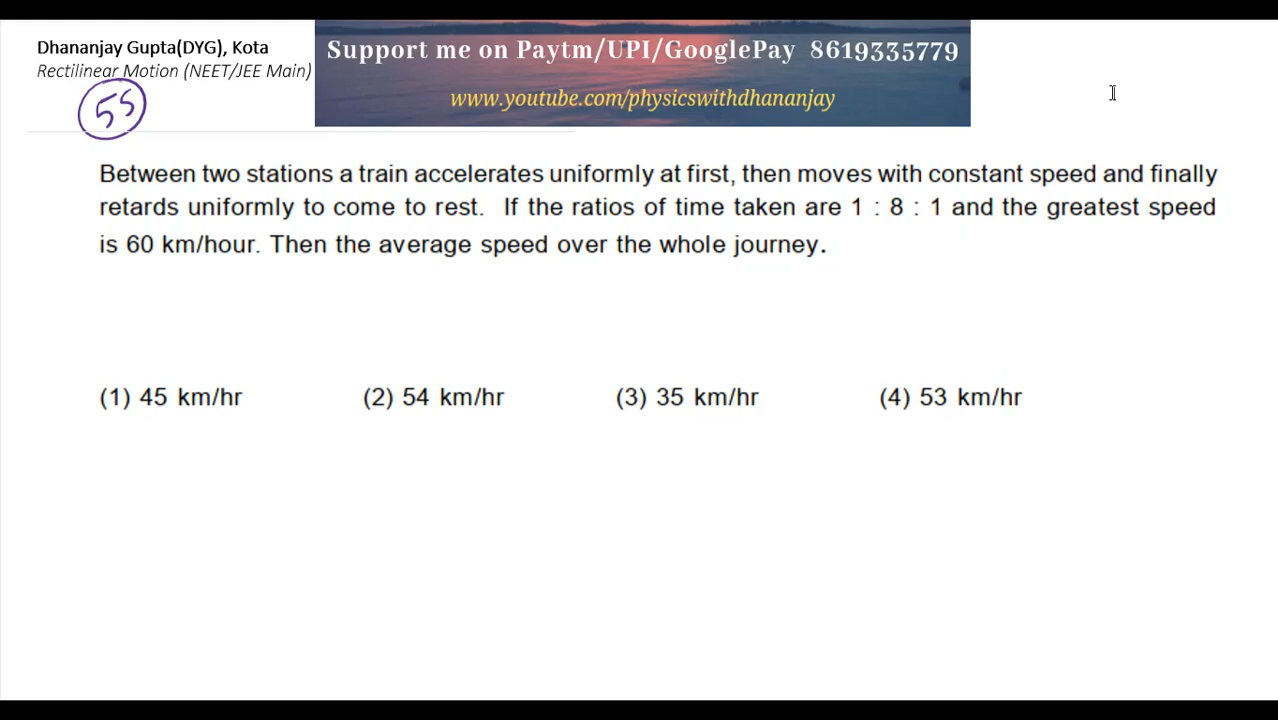 Dhananjay Gupta(DYG), Kota
Rectilinear Motion (NEET/JEE Main)
Support me on Paytm/UPI/GooglePay 8619335779
www.youtube.com/physicswithdhananjay
55
Between two stations a train accelerates uniformly at first, then moves with constant speed and finally
retards uniformly to come to rest. If the ratios of time taken are 1 : 8 : 1 and the greatest speed
is 60 km/hour. Then the average speed over the whole journey.
(1) 45 km/hr (2) 54 km/hr (3) 35 km/hr (4) 53 km/hr